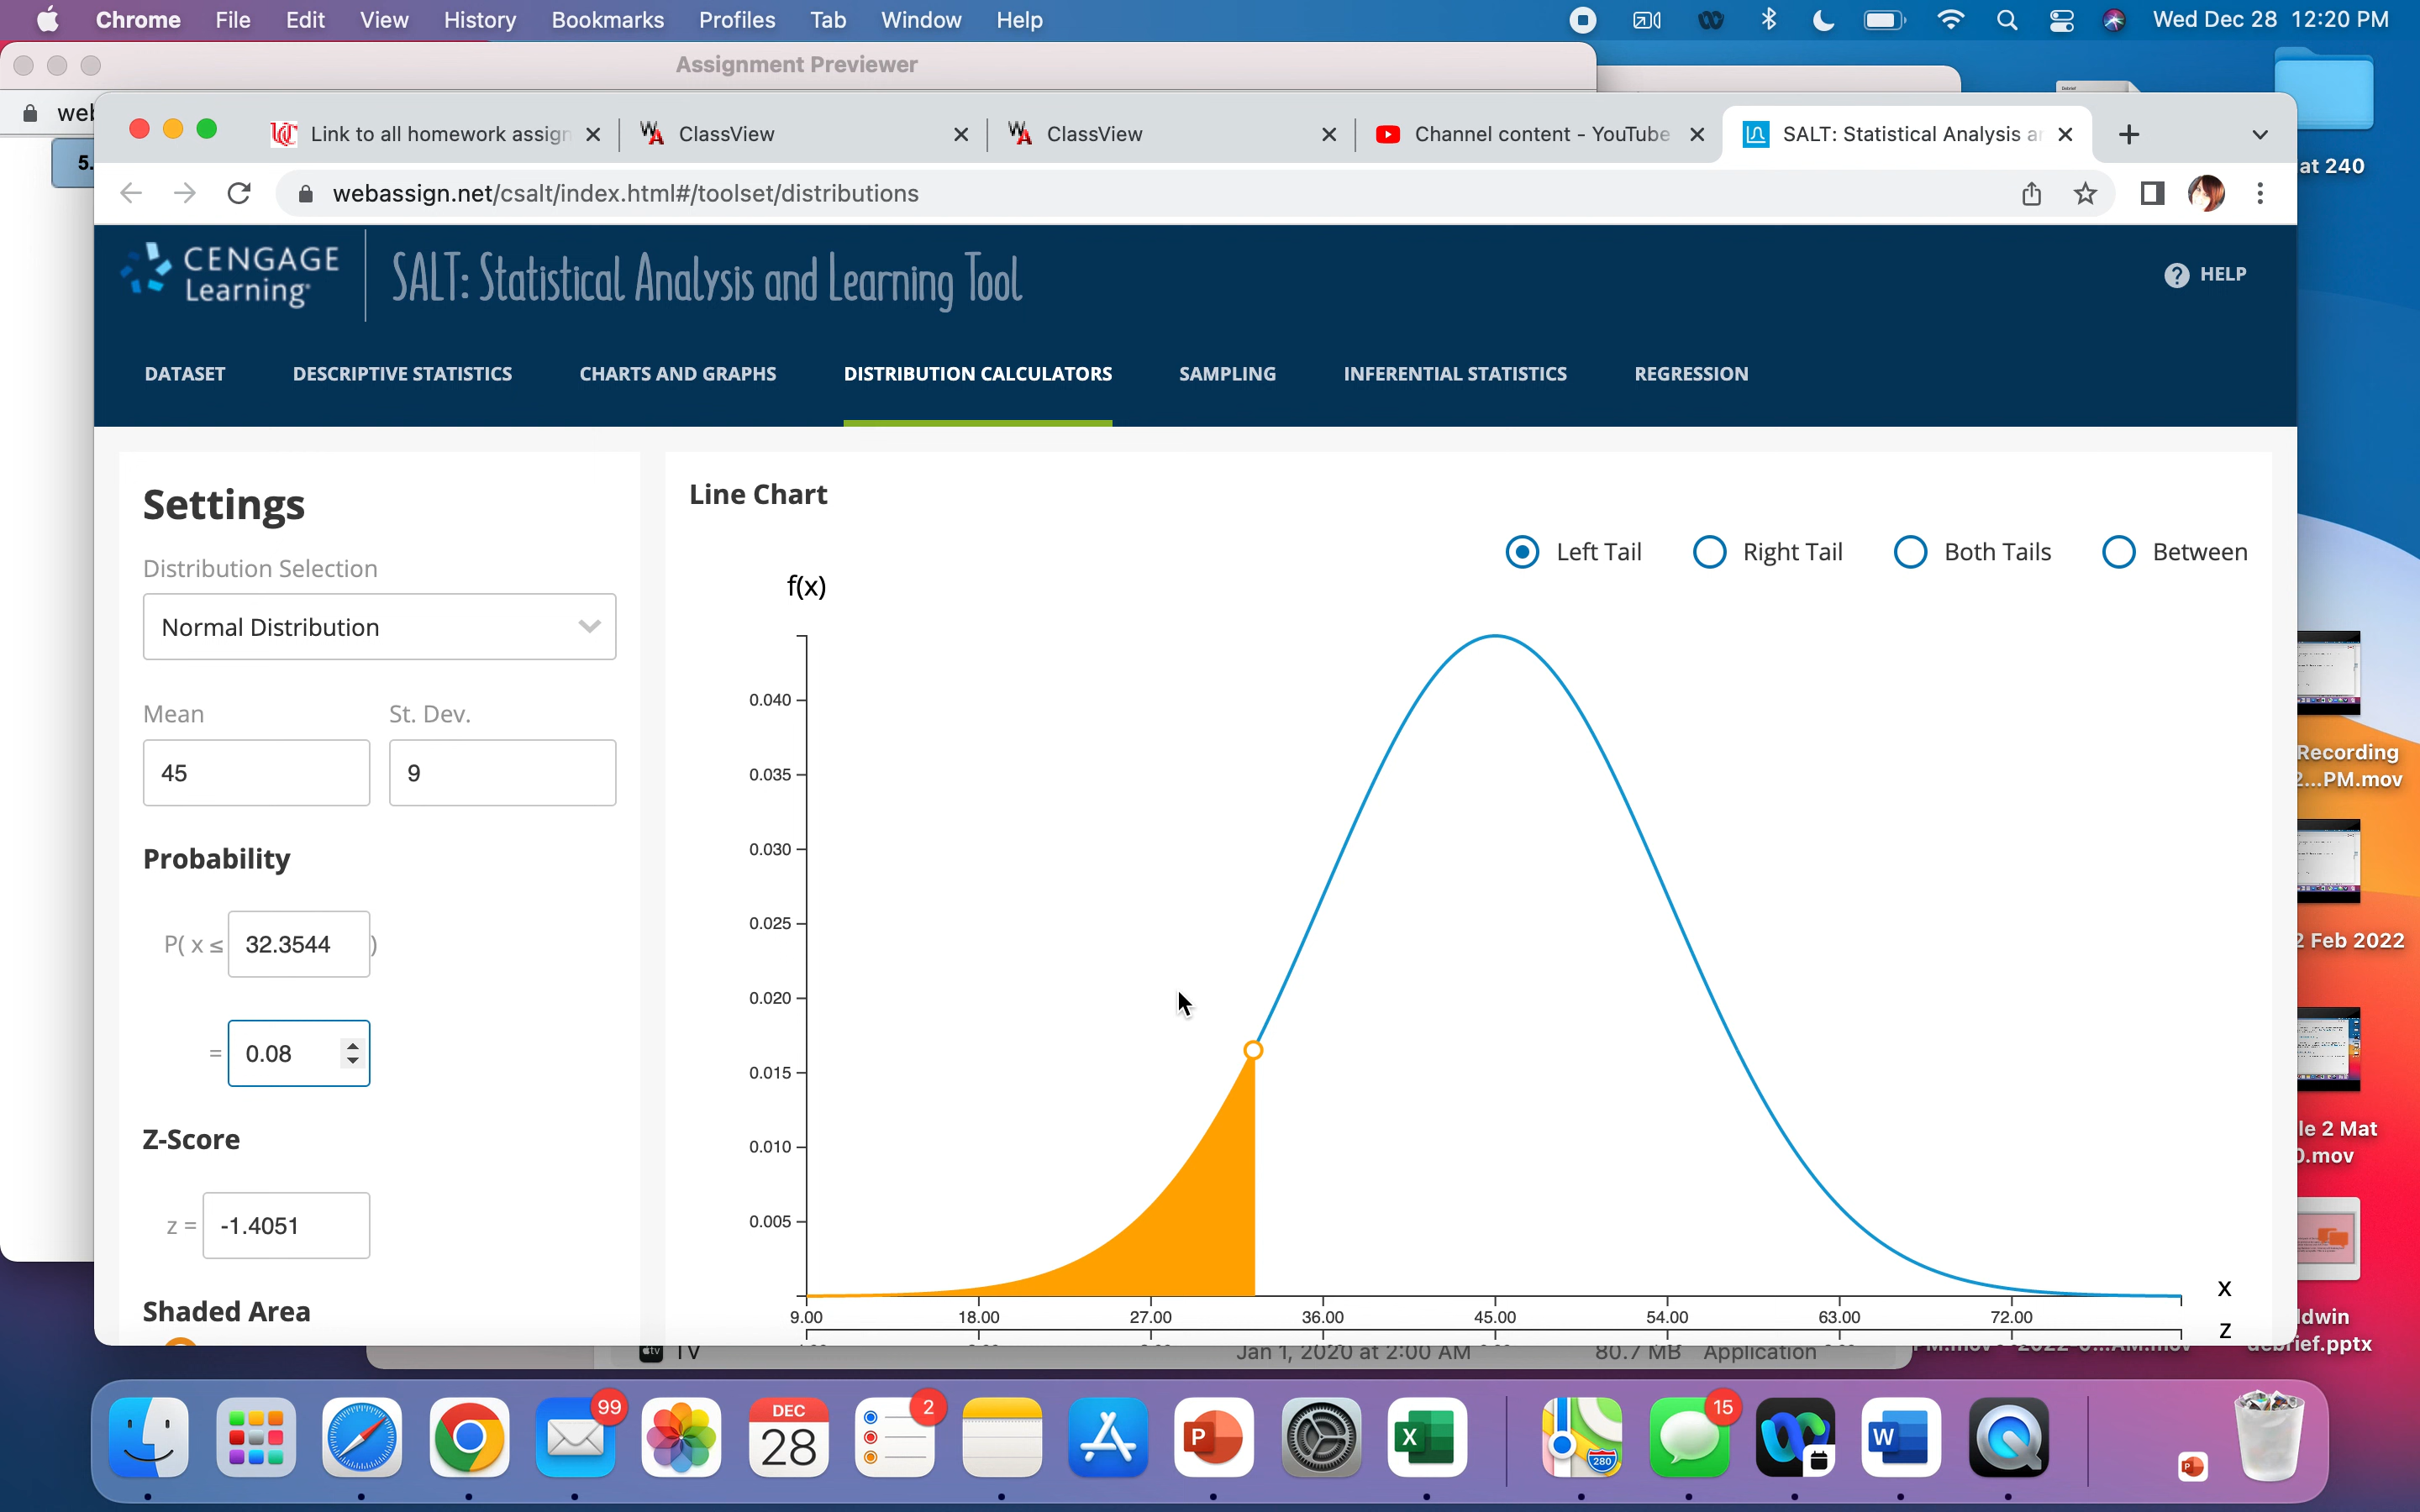 Chrome File Edit View History Bookmarks Profiles Tab Window Help Wed Dec 28 12:20 PM
Assignment Previewer
web
Link to all homework assign ClassView ClassView Channel content - YouTube SALT: Statistical Analysis an
5.
at 240
webassign.net/csalt/index.html#/toolset/distributions
CENGAGE
Learning
SALT: Statistical Analysis and Learning Tool
HELP
DATASET DESCRIPTIVE STATISTICS CHARTS AND GRAPHS DISTRIBUTION CALCULATORS SAMPLING INFERENTIAL STATISTICS REGRESSION
Settings
Distribution Selection
Normal Distribution
Mean St. Dev.
45 9
Probability
P( x ≤ 32.3544 )
= 0.08
Z-Score
z = -1.4051
Shaded Area
Line Chart
Left Tail Right Tail Both Tails Between
f(x)
0.040
0.035
0.030
0.025
0.020
0.015
0.010
0.005
9.00 18.00 27.00 36.00 45.00 54.00 63.00 72.00
X
Z
Recording
2...PM.mov
2 Feb 2022
le 2 Mat
0.mov
ldwin
debrief.pptx
tv TV Jan 1, 2020 at 2:00 AM 80.7 MB Application
99
DEC
28
2
P
X
280
15
W
P